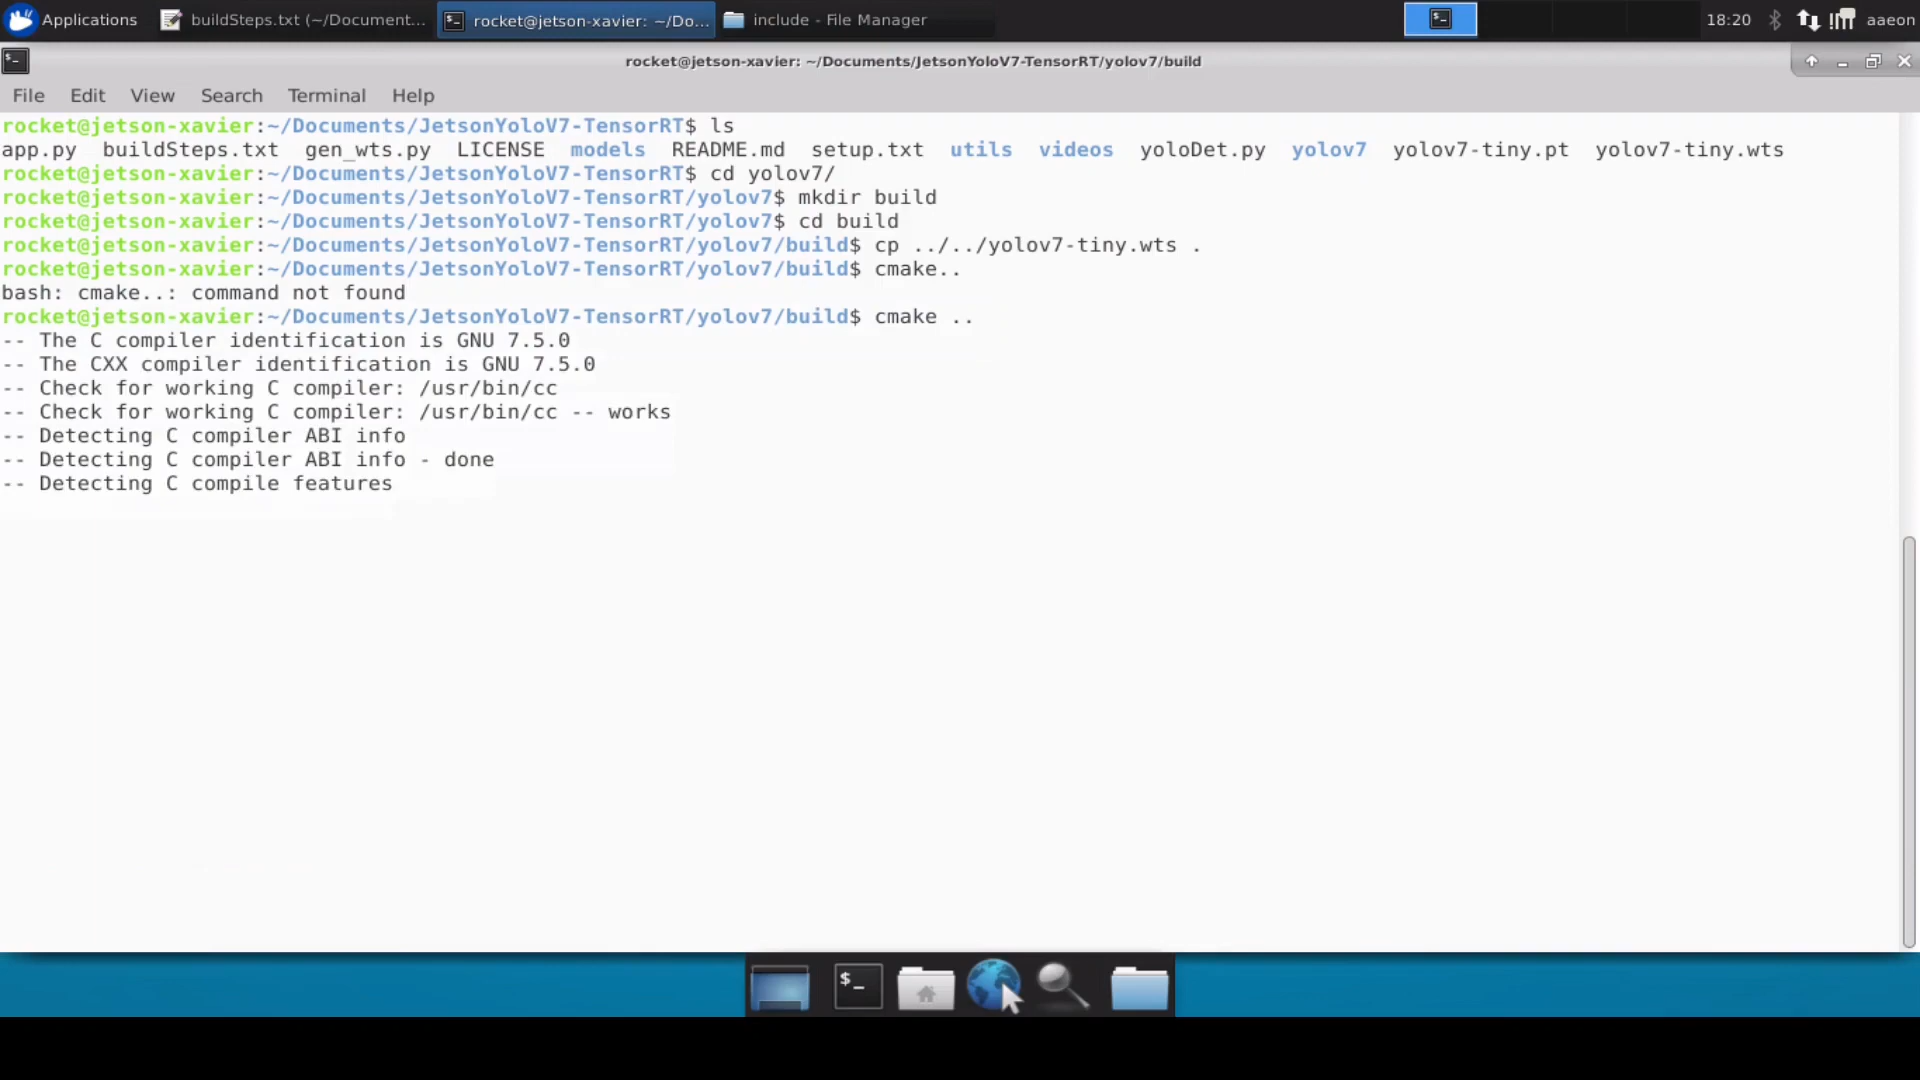 Applications buildSteps.txt (~/Document... rocket@jetson-xavier: ~/Do... include - File Manager 18:20 aaeon
rocket@jetson-xavier: ~/Documents/JetsonYoloV7-TensorRT/yolov7/build
File Edit View Search Terminal Help
rocket@jetson-xavier:~/Documents/JetsonYoloV7-TensorRT$ ls
app.py buildSteps.txt gen_wts.py LICENSE models README.md setup.txt utils videos yoloDet.py yolov7 yolov7-tiny.pt yolov7-tiny.wts
rocket@jetson-xavier:~/Documents/JetsonYoloV7-TensorRT$ cd yolov7/
rocket@jetson-xavier:~/Documents/JetsonYoloV7-TensorRT/yolov7$ mkdir build
rocket@jetson-xavier:~/Documents/JetsonYoloV7-TensorRT/yolov7$ cd build
rocket@jetson-xavier:~/Documents/JetsonYoloV7-TensorRT/yolov7/build$ cp ../../yolov7-tiny.wts .
rocket@jetson-xavier:~/Documents/JetsonYoloV7-TensorRT/yolov7/build$ cmake..
bash: cmake..: command not found
rocket@jetson-xavier:~/Documents/JetsonYoloV7-TensorRT/yolov7/build$ cmake ..
-- The C compiler identification is GNU 7.5.0
-- The CXX compiler identification is GNU 7.5.0
-- Check for working C compiler: /usr/bin/cc
-- Check for working C compiler: /usr/bin/cc -- works
-- Detecting C compiler ABI info
-- Detecting C compiler ABI info - done
-- Detecting C compile features